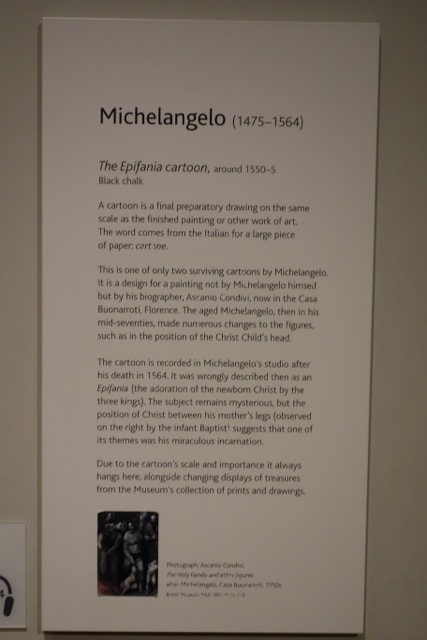 Michelangelo (1475–1564)
The Epifania cartoon, around 1550–5
Black chalk
A cartoon is a final preparatory drawing on the same
scale as the finished painting or other work of art.
The word comes from the Italian for a large piece
of paper: cartone.
This is one of only two surviving cartoons by Michelangelo.
It is a design for a painting not by Michelangelo himself
but by his biographer, Ascanio Condivi, now in the Casa
Buonarroti, Florence. The aged Michelangelo, then in his
mid-seventies, made numerous changes to the figures,
such as in the position of the Christ Child's head.
The cartoon is recorded in Michelangelo's studio after
his death in 1564. It was wrongly described then as an
Epifania (the adoration of the newborn Christ by the
three kings). The subject remains mysterious, but the
position of Christ between his mother's legs (observed
on the right by the Infant Baptist) suggests that one of
its themes was his miraculous incarnation.
Due to the cartoon's scale and importance it always
hangs here, alongside changing displays of treasures
from the Museum's collection of prints and drawings.
Photograph: Ascanio Condivi,
The Holy Family and other figures
after Michelangelo, Casa Buonarroti, 1550s
4